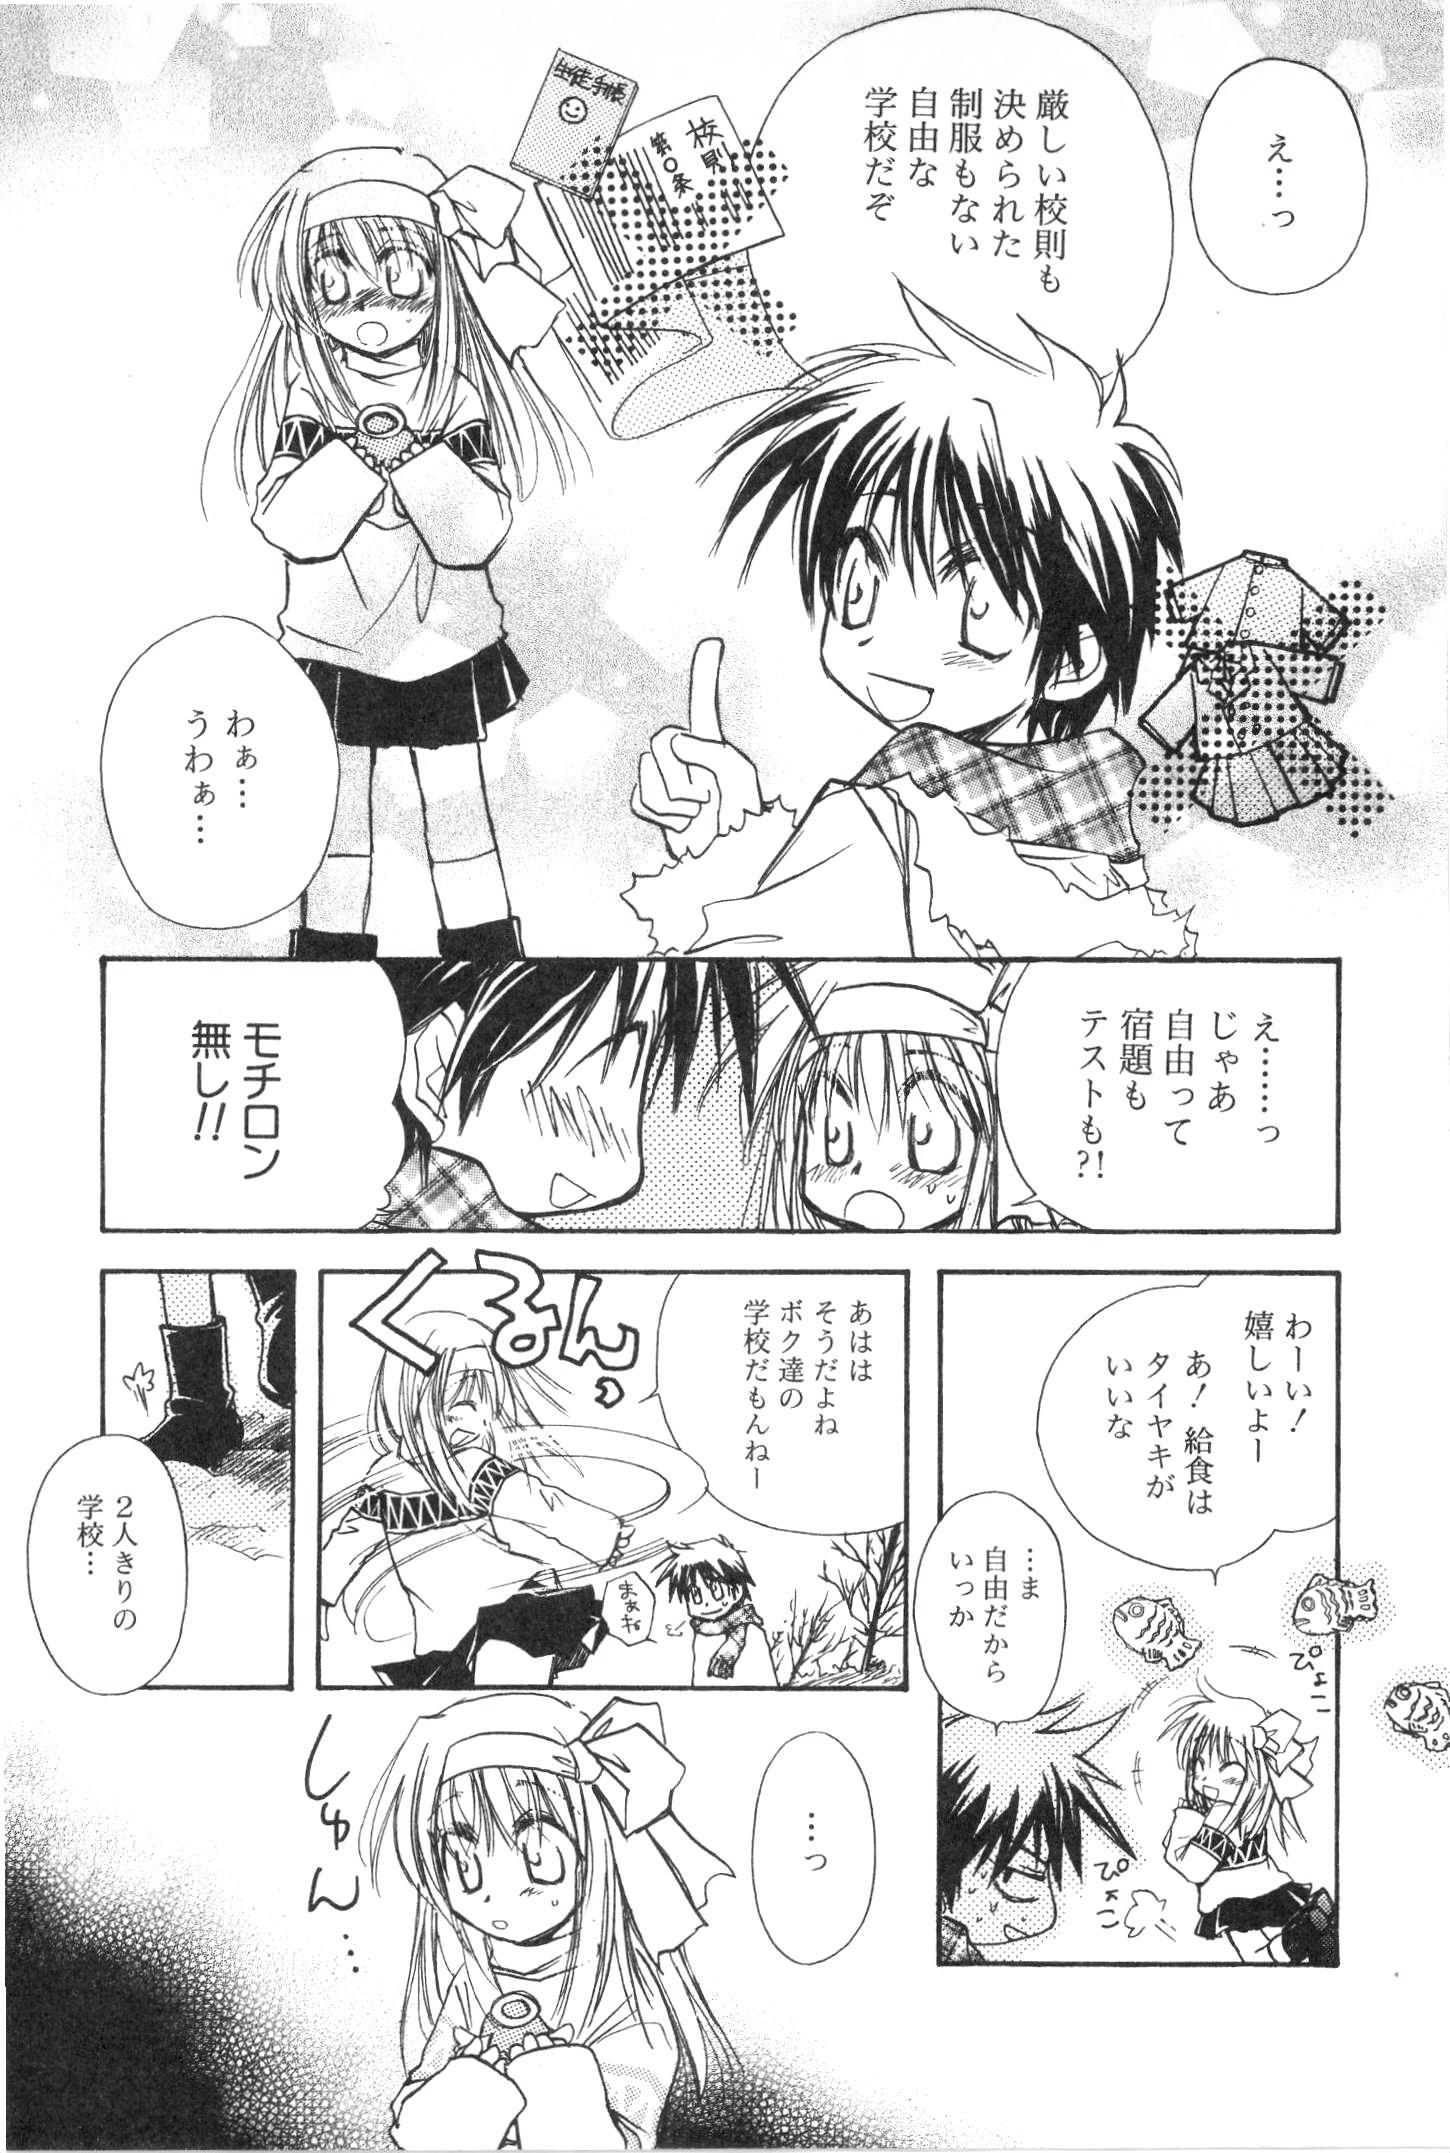 え…っ
厳しい校則も
決められた
制服もない
自由な
学校だぞ
校則
第〇条
生徒手帳
わぁ…
うわぁ…
え……っ
じゃあ
自由って
宿題も
テストも?!
モチロン
無し!!
わーい!
嬉しいよー
あ! 給食は
タイヤキが
いいな
ぴょこ
ぴょこ
…ま
自由だから
いっか
あはは
そうだよね
ボク達の
学校だもんねー
くるんっ
まぁね
2人きりの
学校…
…っ
しゅん…